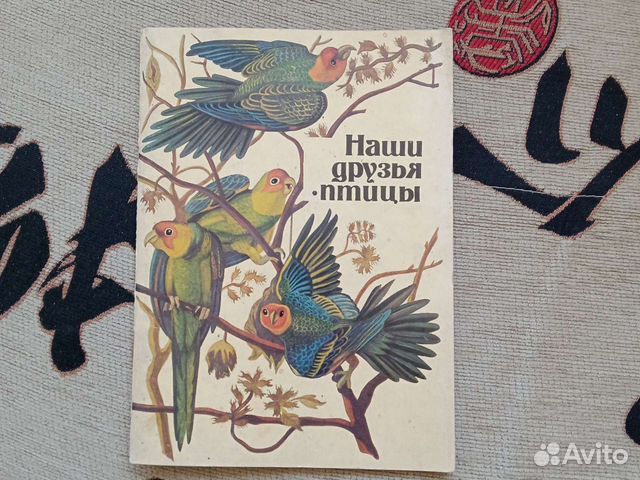 Наши
друзья
·птицы
Avito